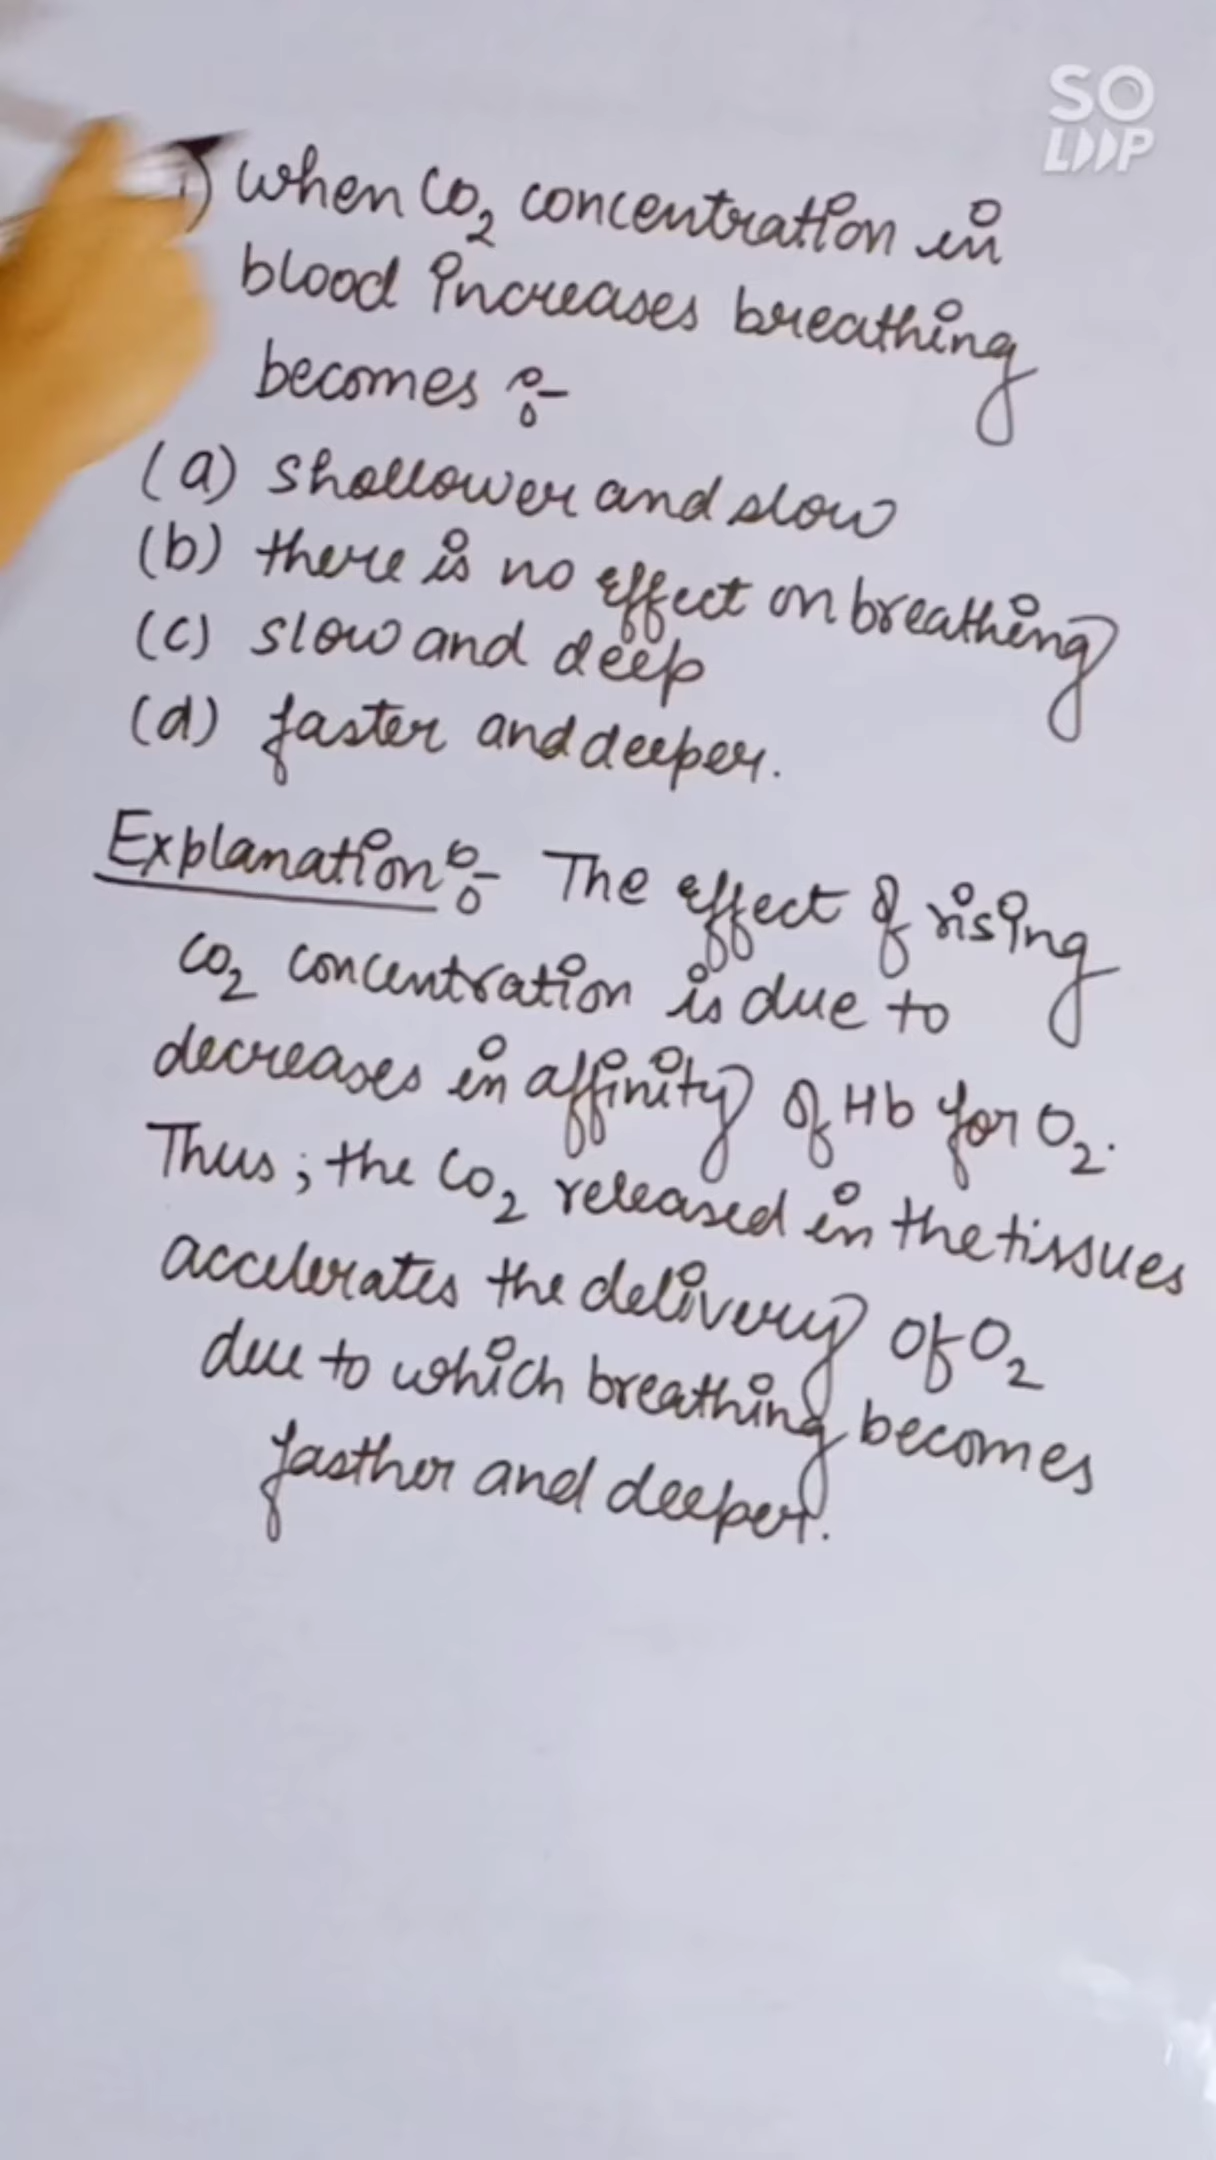 SO
LOOP
1) when CO2 concentration in
blood increases breathing
becomes :-
(a) shallower and slow
(b) there is no effect on breathing
(c) slow and deep
(d) faster and deeper.
Explanation :- The effect of rising
CO2 concentration is due to
decreases in affinity of Hb for O2.
Thus ; the CO2 released in the tissues
accelerates the delivery of O2
due to which breathing becomes
fasther and deeper.